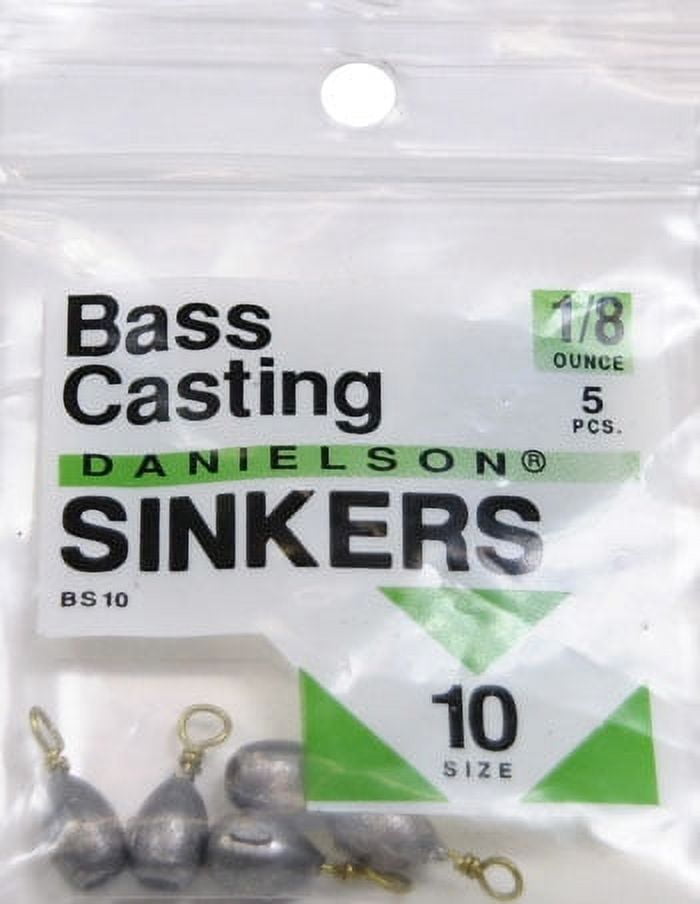 Bass
Casting
1/8
OUNCE
5
PCS.
DANIELSON®
SINKERS
BS10
10
SIZE